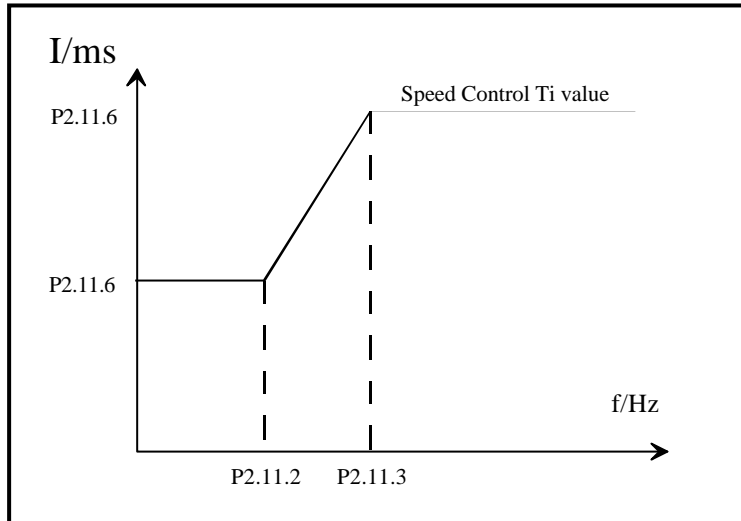 I/ms
Speed Control Ti value
P2.11.6
P2.11.6
f/Hz
P2.11.2
P2.11.3